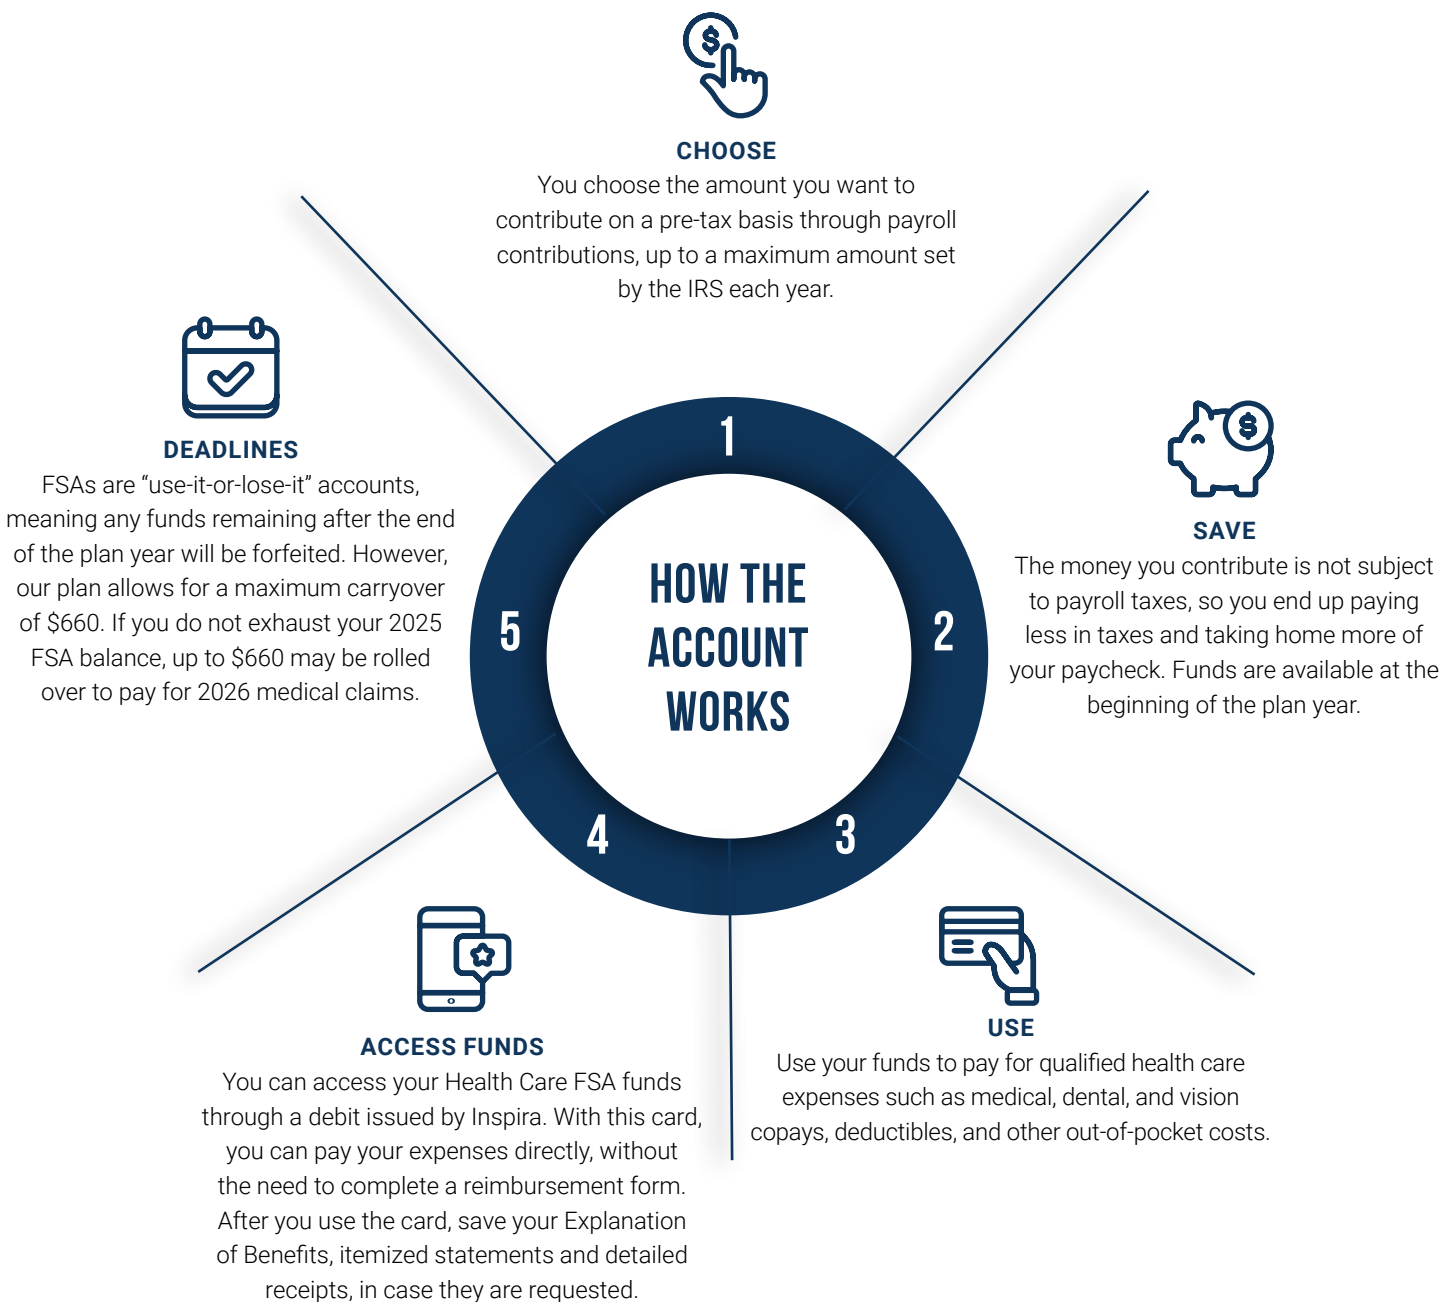 CHOOSE
You choose the amount you want to
contribute on a pre-tax basis through payroll
contributions, up to a maximum amount set
by the IRS each year.
1
SAVE
The money you contribute is not subject
to payroll taxes, so you end up paying
less in taxes and taking home more of
your paycheck. Funds are available at the
beginning of the plan year.
2
USE
Use your funds to pay for qualified health care
expenses such as medical, dental, and vision
copays, deductibles, and other out-of-pocket costs.
3
ACCESS FUNDS
You can access your Health Care FSA funds
through a debit issued by Inspira. With this card,
you can pay your expenses directly, without
the need to complete a reimbursement form.
After you use the card, save your Explanation
of Benefits, itemized statements and detailed
receipts, in case they are requested.
4
DEADLINES
FSAs are “use-it-or-lose-it” accounts,
meaning any funds remaining after the end
of the plan year will be forfeited. However,
our plan allows for a maximum carryover
of $660. If you do not exhaust your 2025
FSA balance, up to $660 may be rolled
over to pay for 2026 medical claims.
5
HOW THE
ACCOUNT
WORKS
$
$